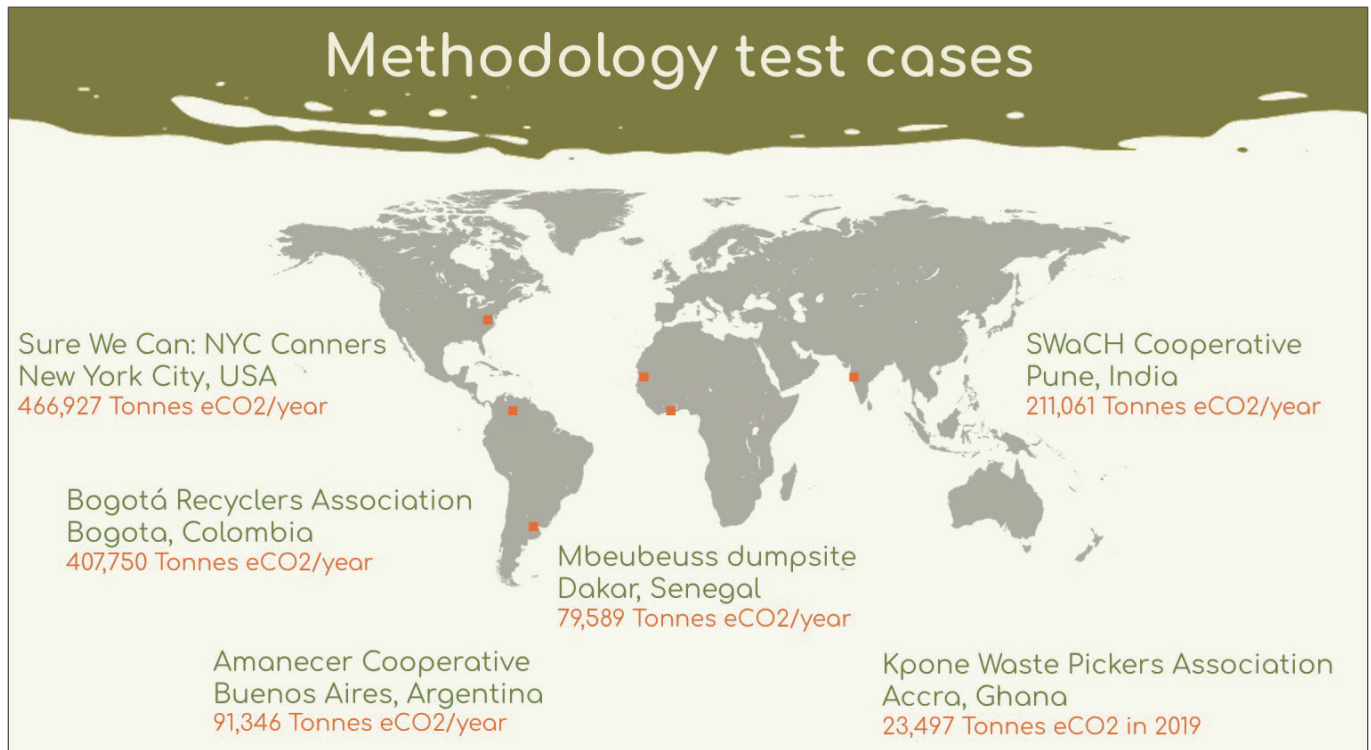 Methodology test cases
Sure We Can: NYC Canners
New York City, USA
466,927 Tonnes eCO2/year
SWaCH Cooperative
Pune, India
211,061 Tonnes eCO2/year
Bogotá Recyclers Association
Bogota, Colombia
407,750 Tonnes eCO2/year
Mbeubeuss dumpsite
Dakar, Senegal
79,589 Tonnes eCO2/year
Amanecer Cooperative
Buenos Aires, Argentina
91,346 Tonnes eCO2/year
Kpone Waste Pickers Association
Accra, Ghana
23,497 Tonnes eCO2 in 2019